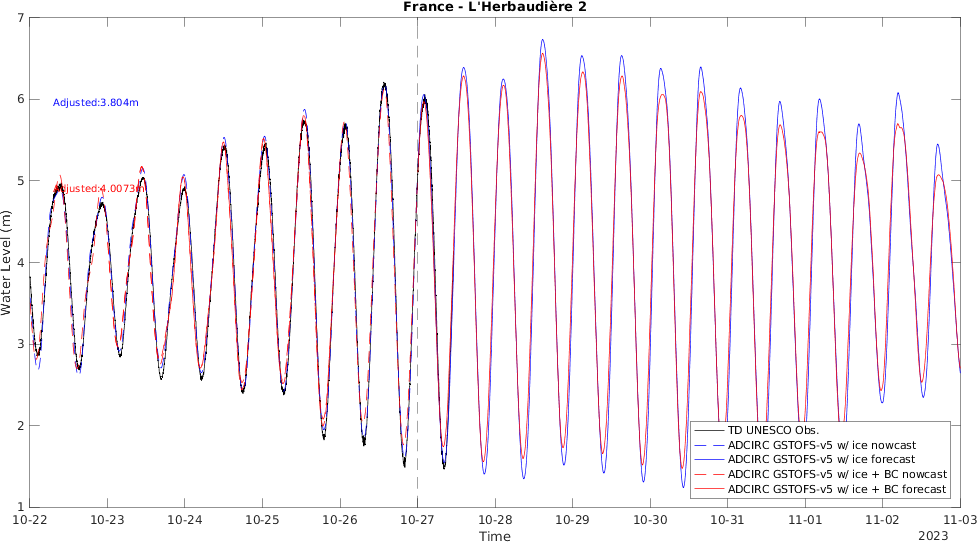 France - L'Herbaudière 2
7
6
5
4
3
2
1
Water Level (m)
Adjusted:3.804m
Adjusted:4.0073m
TD UNESCO Obs.
ADCIRC GSTOFS-v5 w/ ice nowcast
ADCIRC GSTOFS-v5 w/ ice forecast
ADCIRC GSTOFS-v5 w/ ice + BC nowcast
ADCIRC GSTOFS-v5 w/ ice + BC forecast
10-22 10-23 10-24 10-25 10-26 10-27 10-28 10-29 10-30 10-31 11-01 11-02 11-03
Time
2023